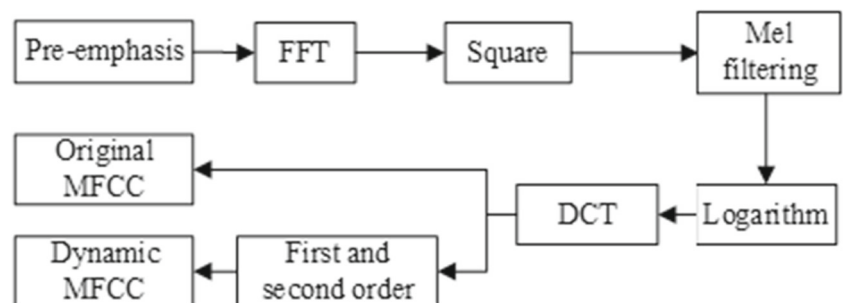 Pre-emphasis
FFT
Square
Mel
filtering
Original
MFCC
DCT
Logarithm
Dynamic
MFCC
First and
second order